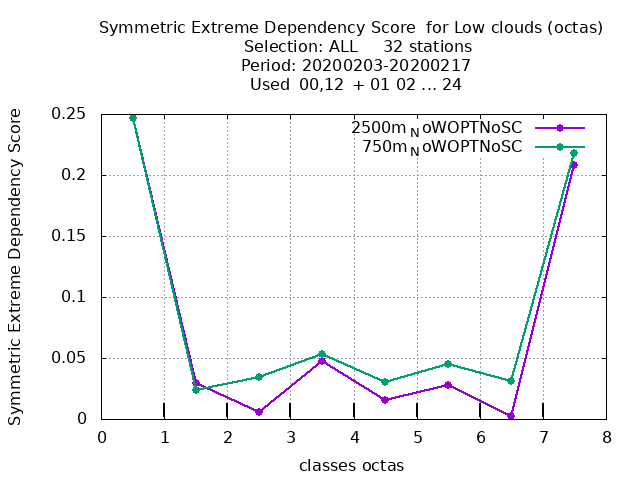 Symmetric Extreme Dependency Score  for Low clouds (octas)
Selection: ALL     32 stations
Period: 20200203-20200217
Used  00,12  + 01 02 ... 24
Symmetric Extreme Dependency Score
0.25
0.2
0.15
0.1
0.05
0
2500m NoWOPTNoSC
750m NoWOPTNoSC
0 1 2 3 4 5 6 7 8
classes octas